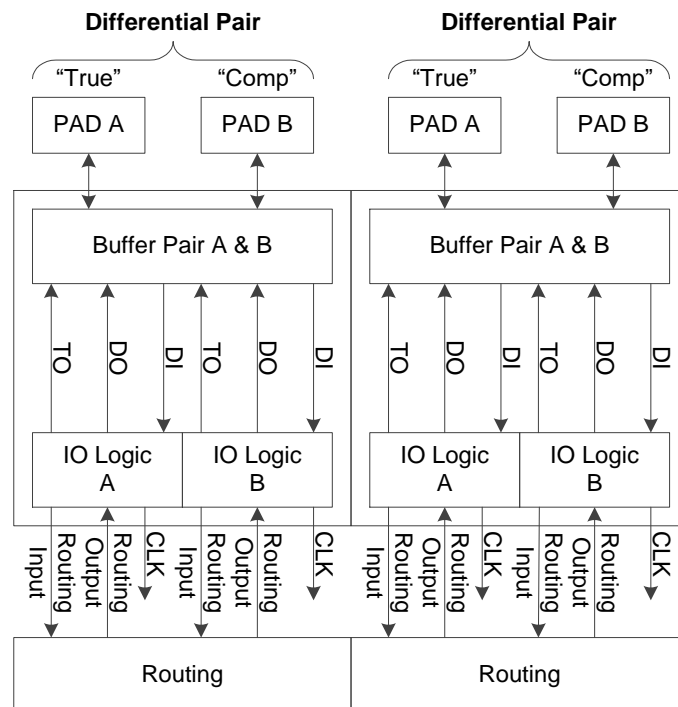 Differential Pair Differential Pair
“True” “Comp” “True” “Comp”
PAD A PAD B PAD A PAD B
Buffer Pair A & B Buffer Pair A & B
TO DO DI TO DO DI TO DO DI TO DO DI
IO Logic IO Logic IO Logic IO Logic
A B A B
Routing Input Routing Output CLK Routing Input Routing Output CLK Routing Input Routing Output CLK Routing Input Routing Output CLK
Routing Routing